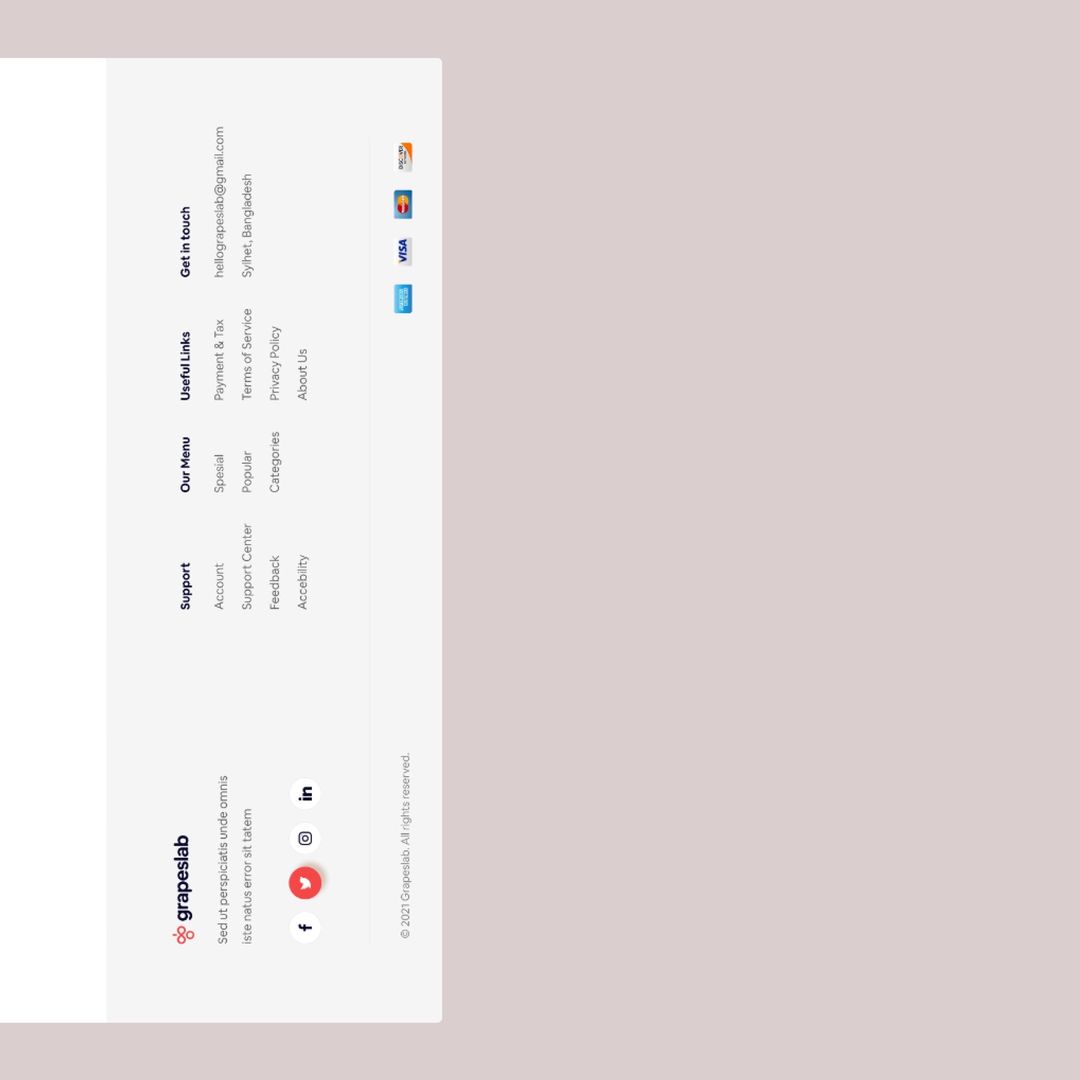 grapeslab
Sed ut perspiciatis unde omnis
iste natus error sit tatem
Support
Account
Support Center
Feedback
Accebility
Our Menu
Spesial
Popular
Categories
Useful Links
Payment & Tax
Terms of Service
Privacy Policy
About Us
Get in touch
hellograpeslab@gmail.com
Sylhet, Bangladesh
© 2021 Grapeslab. All rights reserved.
VISA
DISCOVER